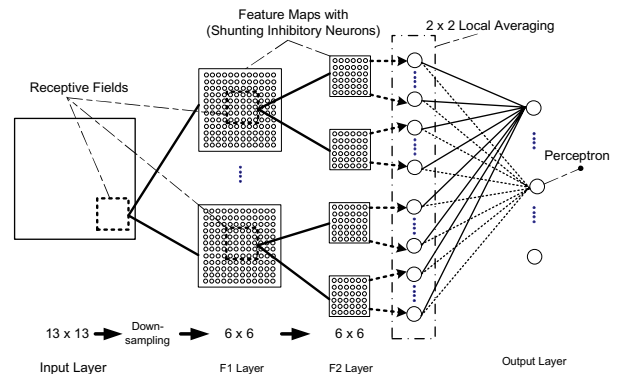 Feature Maps with
(Shunting Inhibitory Neurons)
2 x 2 Local Averaging
Receptive Fields
Perceptron
13 x 13
Down-
sampling
6 x 6
6 x 6
Input Layer
F1 Layer
F2 Layer
Output Layer